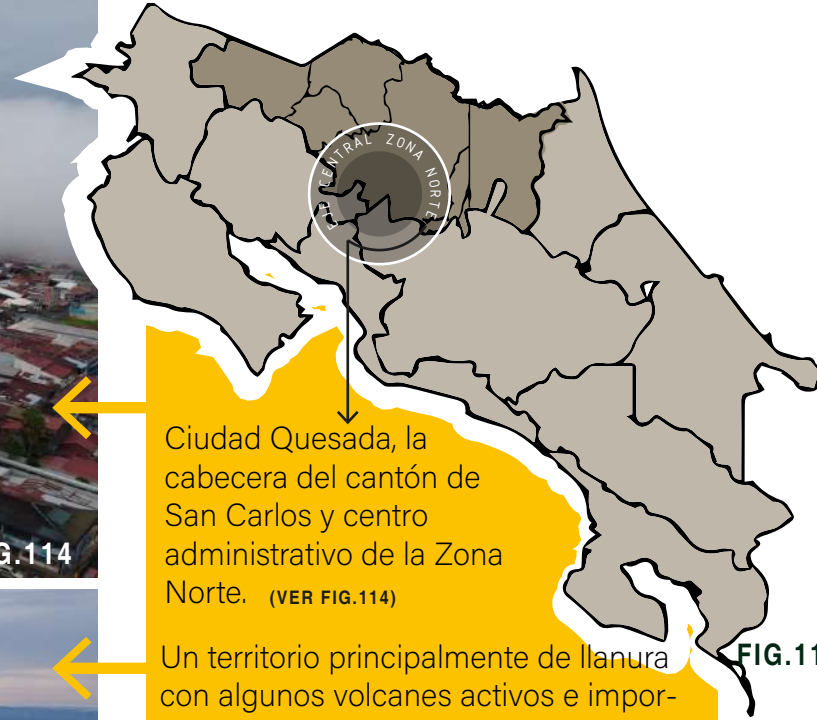 EJE CENTRAL ZONA NORTE
Ciudad Quesada, la
cabecera del cantón de
San Carlos y centro
administrativo de la Zona
Norte. (VER FIG.114)
G.114
Un territorio principalmente de llanura
con algunos volcanes activos e impor-
FIG.11